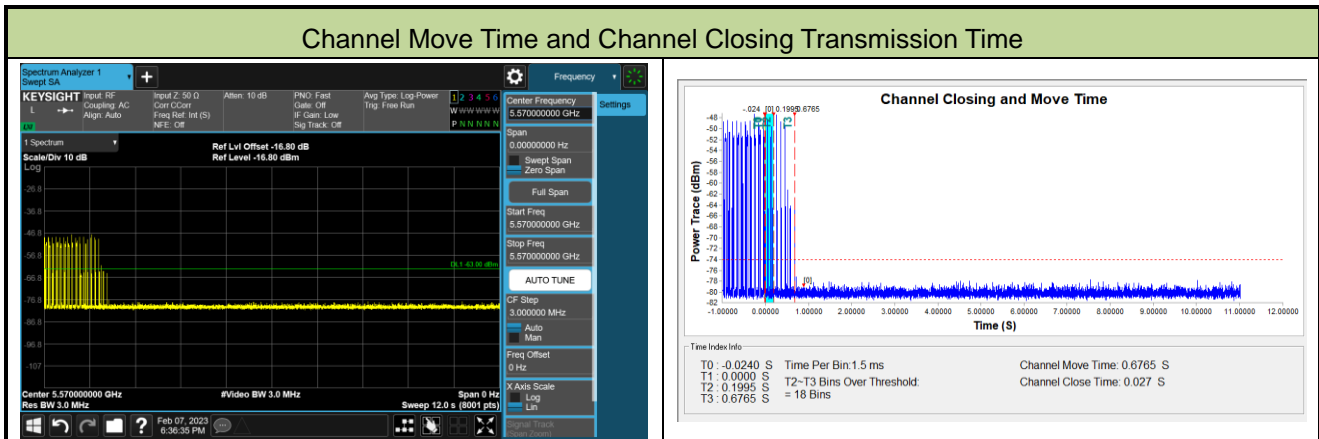 Channel Move Time and Channel Closing Transmission Time
Spectrum Analyzer 1
Swept SA
+
Frequency
KEYSIGHT
L
LXI
Input: RF
Coupling: AC
Align: Auto
Input Z: 50 Ω
Corr CCorr
Freq Ref: Int (S)
NFE: Off
Atten: 10 dB
PNO: Fast
Gate: Off
IF Gain: Low
Sig Track: Off
Avg Type: Log-Power
Trig: Free Run
1 2 3 4 5 6
W W W W W W
P N N N N N
1 Spectrum
Scale/Div 10 dB
Log
Ref Lvl Offset -16.80 dB
Ref Level -16.80 dBm
-26.8
-36.8
-46.8
-56.8
-66.8
-76.8
-86.8
-96.8
-107
DL1 -63.00 dBm
Center 5.570000000 GHz
Res BW 3.0 MHz
#Video BW 3.0 MHz
Span 0 Hz
Sweep 12.0 s (8001 pts)
Feb 07, 2023
6:36:35 PM
Center Frequency
5.570000000 GHz
Settings
Span
0.00000000 Hz
Swept Span
Zero Span
Full Span
Start Freq
5.570000000 GHz
Stop Freq
5.570000000 GHz
AUTO TUNE
CF Step
3.000000 MHz
Auto
Man
Freq Offset
0 Hz
X Axis Scale
Log
Lin
Signal Track
(Span Zoom)
Channel Closing and Move Time
-.024 [0] 0.1995 0.6765
T3
Power Trace (dBm)
-48
-50
-52
-54
-56
-58
-60
-62
-64
-66
-68
-70
-72
-74
-76
-78
-80
-82
[0]
-1.00000 0.00000 1.00000 2.00000 3.00000 4.00000 5.00000 6.00000 7.00000 8.00000 9.00000 10.00000 11.00000 12.00000
Time (S)
Time Index Info
T0 : -0.0240 S
T1 : 0.0000 S
T2 : 0.1995 S
T3 : 0.6765 S
Time Per Bin:1.5 ms
T2~T3 Bins Over Threshold:
= 18 Bins
Channel Move Time: 0.6765 S
Channel Close Time: 0.027 S